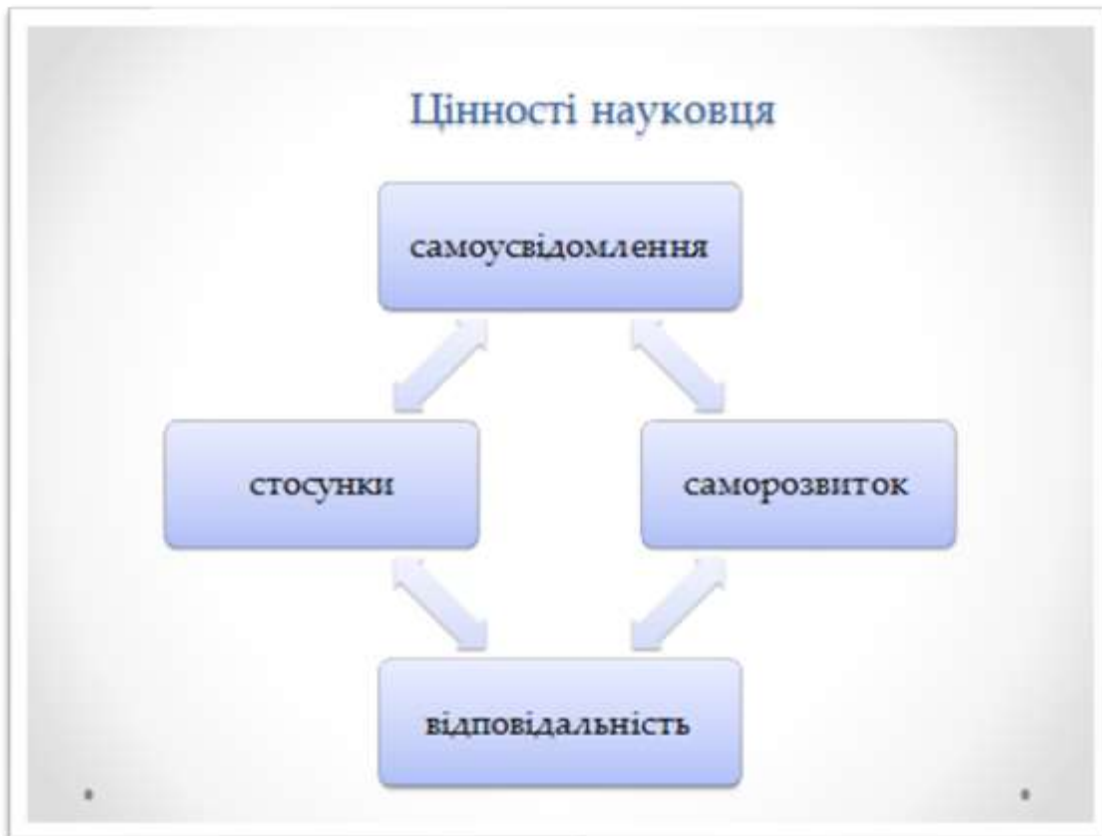 Цінності науковця
самоусвідомлення
стосунки
саморозвиток
відповідальність